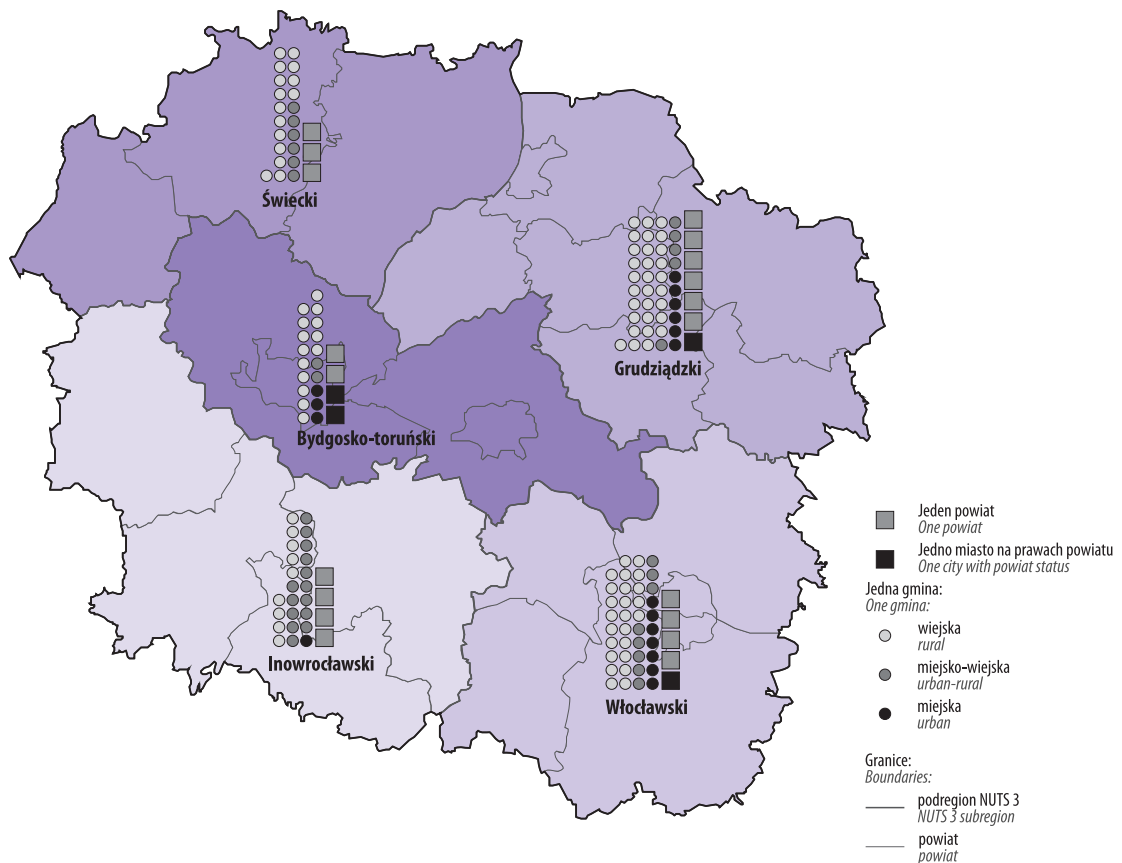 Świecki
Grudziądzki
Bydgosko-toruński
Inowrocławski
Włocławski
Jeden powiat
One powiat
Jedno miasto na prawach powiatu
One city with powiat status
Jedna gmina:
One gmina:
wiejska
rural
miejsko-wiejska
urban-rural
miejska
urban
Granice:
Boundaries:
podregion NUTS 3
NUTS 3 subregion
powiat
powiat